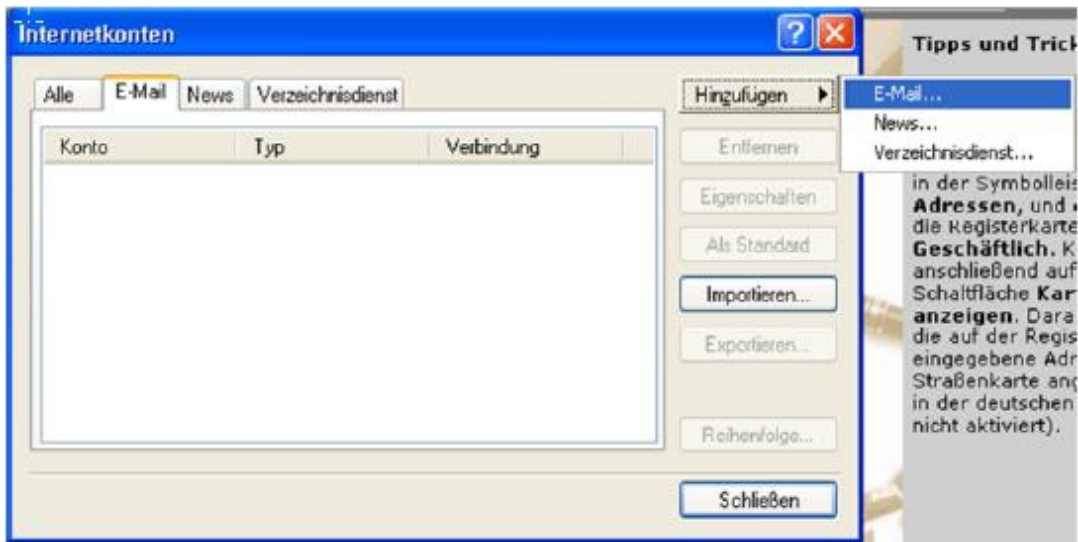 Internetkonten
Alle E-Mail News Verzeichnisdienst
Konto Typ Verbindung
Hinzufügen
Entfernen
Eigenschaften
Als Standard
Importieren...
Exportieren...
Reihenfolge...
Schließen
E-Mail...
News...
Verzeichnisdienst...
Tipps und Trick
in der Symbolleis
Adressen, und
die Registerkarte
Geschäftlich. K
anschließend auf
Schaltfläche Kar
anzeigen. Dara
die auf der Regis
eingegebene Adr
Straßenkarte ang
in der deutschen
nicht aktiviert).